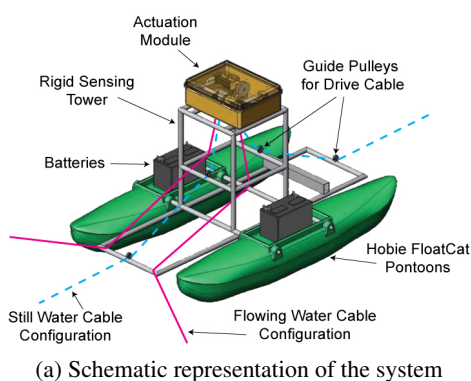 Actuation
Module
Guide Pulleys
for Drive Cable
Rigid Sensing
Tower
Batteries
Hobie FloatCat
Pontoons
Still Water Cable
Configuration
Flowing Water Cable
Configuration
(a) Schematic representation of the system